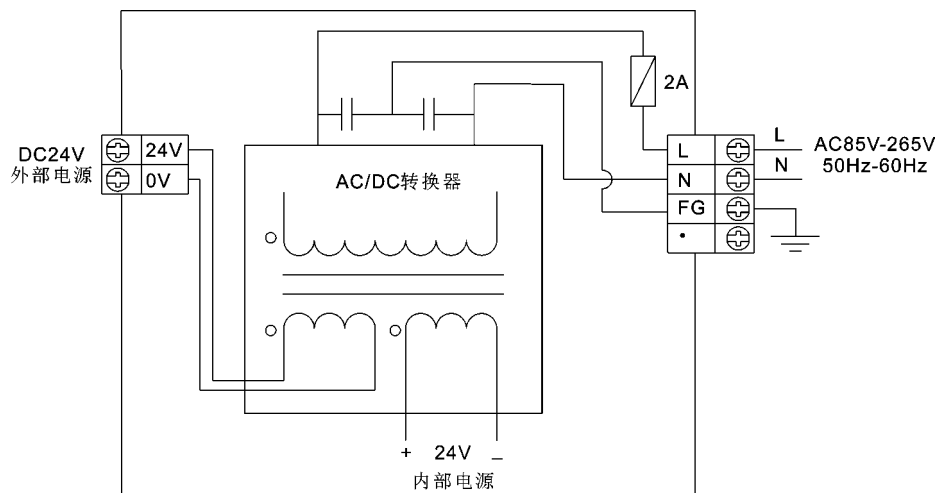 2A
L
L
AC85V-265V
N
N
50Hz-60Hz
FG
•
DC24V
外部电源
24V
0V
AC/DC转换器
+ 24V −
内部电源